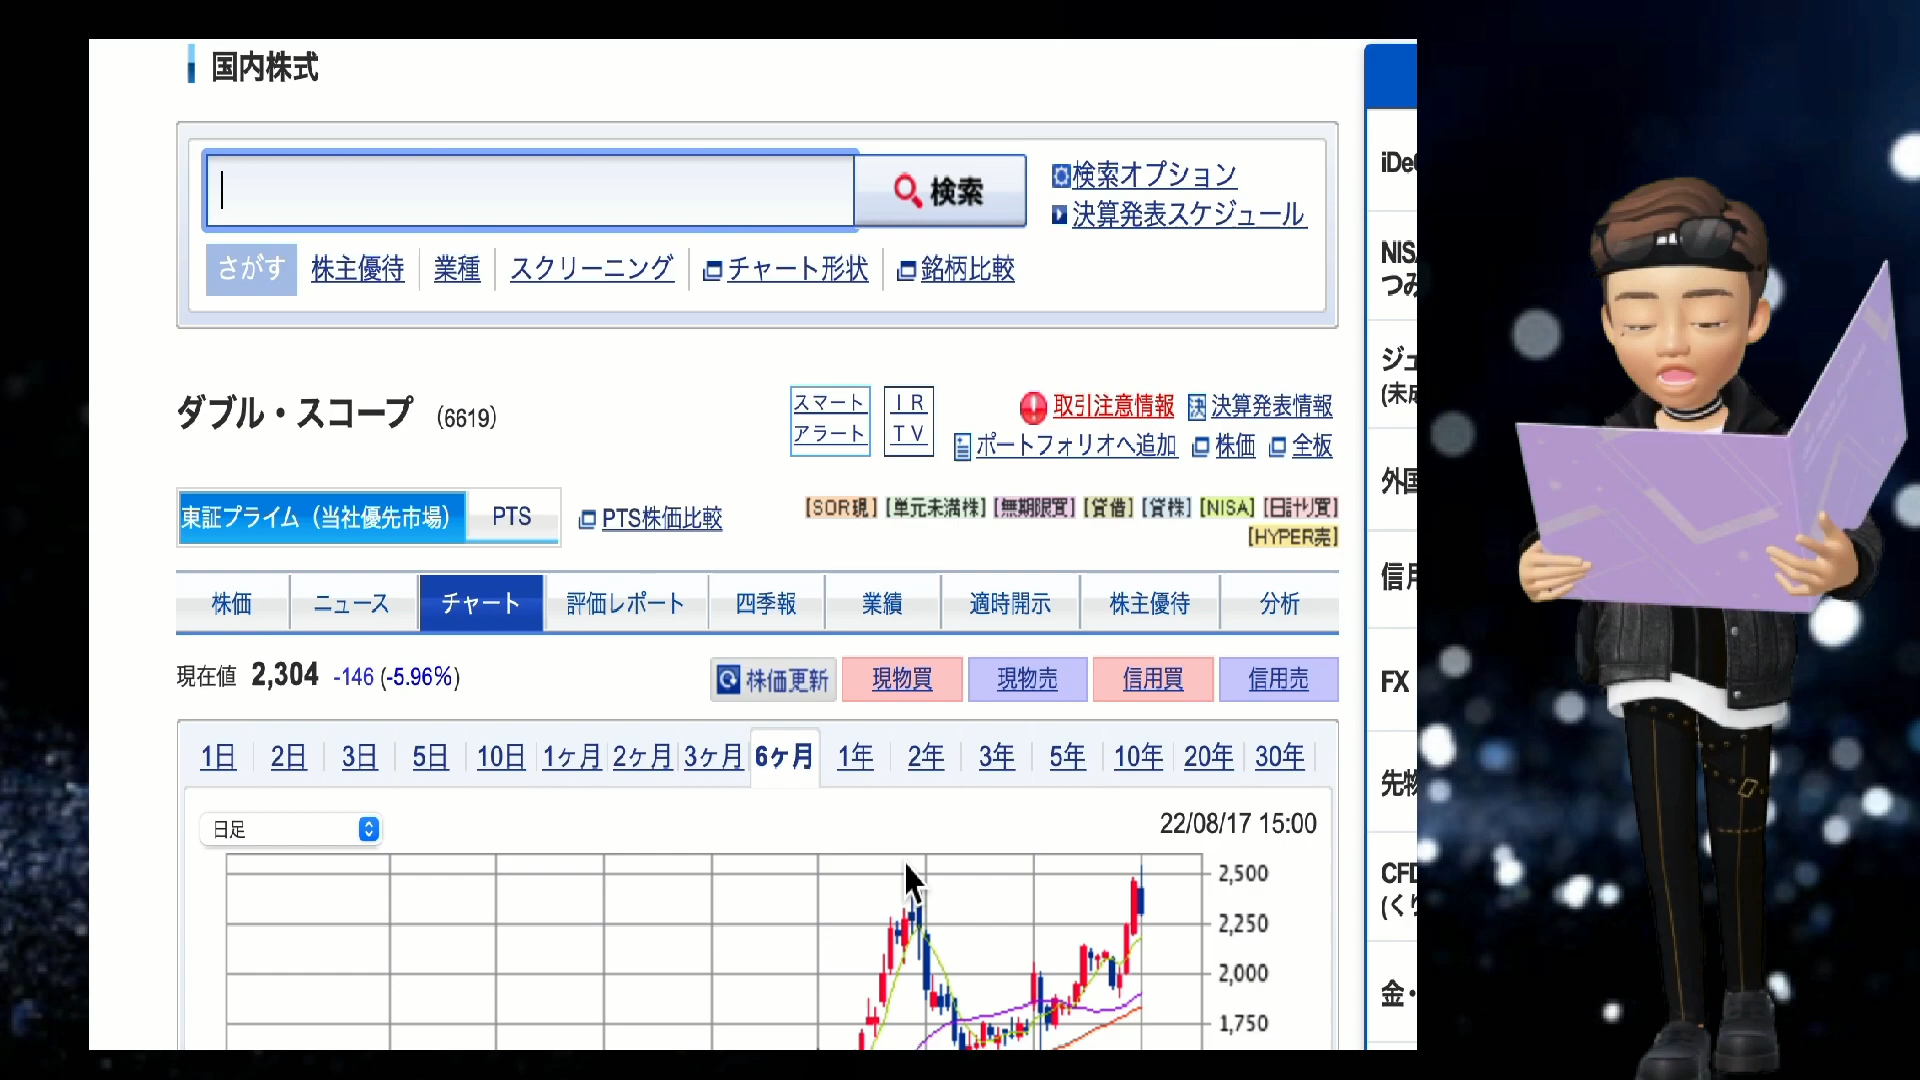 国内株式
検索
検索オプション
決算発表スケジュール
さがす 株主優待 業種 スクリーニング チャート形状 銘柄比較
ダブル・スコープ (6619)
スマート
アラート
IR
TV
取引注意情報 決算発表情報
ポートフォリオへ追加 株価 全板
東証プライム (当社優先市場) PTS PTS株価比較
[SOR現] [単元未満株] [無期限買] [貸借] [貸株] [NISA] [日計り買]
[HYPER売]
株価 ニュース チャート 評価レポート 四季報 業績 適時開示 株主優待 分析
現在値 2,304 -146 (-5.96%)
株価更新 現物買 現物売 信用買 信用売
1日 2日 3日 5日 10日 1ヶ月 2ヶ月 3ヶ月 6ヶ月 1年 2年 3年 5年 10年 20年 30年
日足
22/08/17 15:00
2,500
2,250
2,000
1,750
FX